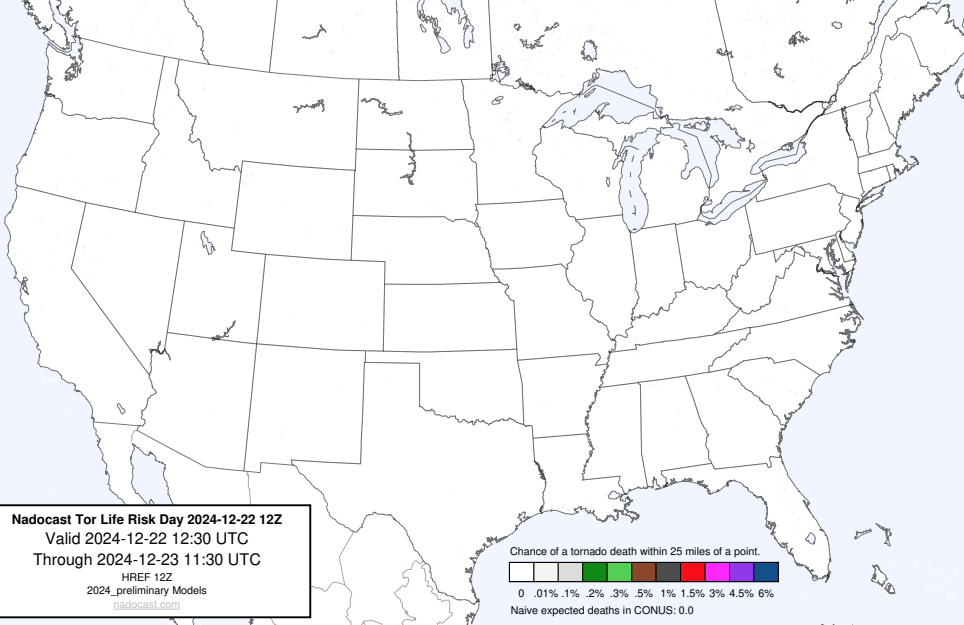 Nadocast Tor Life Risk Day 2024-12-22 12Z
Valid 2024-12-22 12:30 UTC
Through 2024-12-23 11:30 UTC
HREF 12Z
2024_preliminary Models
nadocast.com
Chance of a tornado death within 25 miles of a point.
0 .01% .1% .2% .3% .5% 1% 1.5% 3% 4.5% 6%
Naive expected deaths in CONUS: 0.0